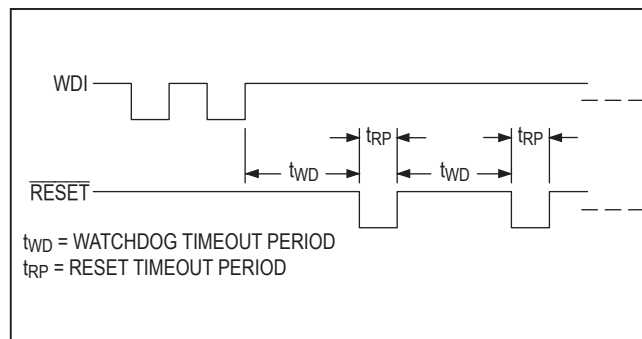 WDI
tRP
tRP
tWD
tWD
RESET
tWD = WATCHDOG TIMEOUT PERIOD
tRP = RESET TIMEOUT PERIOD